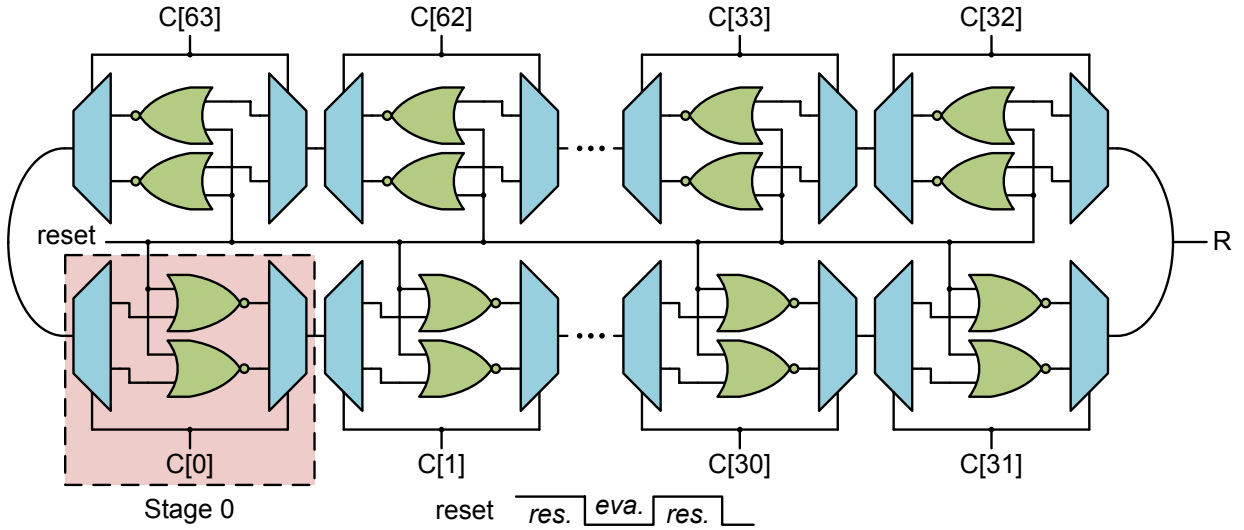 C[63] C[62] C[33] C[32]
reset R
C[0] C[1] C[30] C[31]
Stage 0 reset res. eva. res.